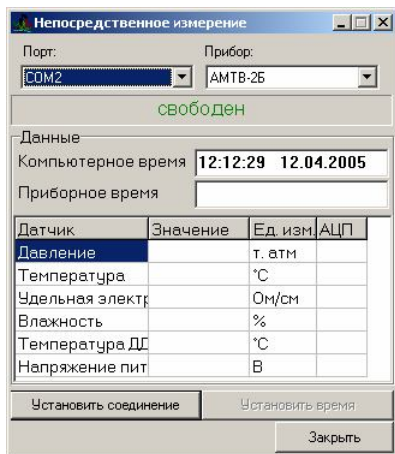 Непосредственное измерение
Порт: Прибор:
COM2 АМТВ-2Б
свободен
Данные
Компьютерное время 12:12:29 12.04.2005
Приборное время
Датчик Значение Ед. изм. АЦП
Давление т. атм
Температура °C
Удельная электр Ом/см
Влажность %
Температура ДД °C
Напряжение пит В
Установить соединение Установить время
Закрыть